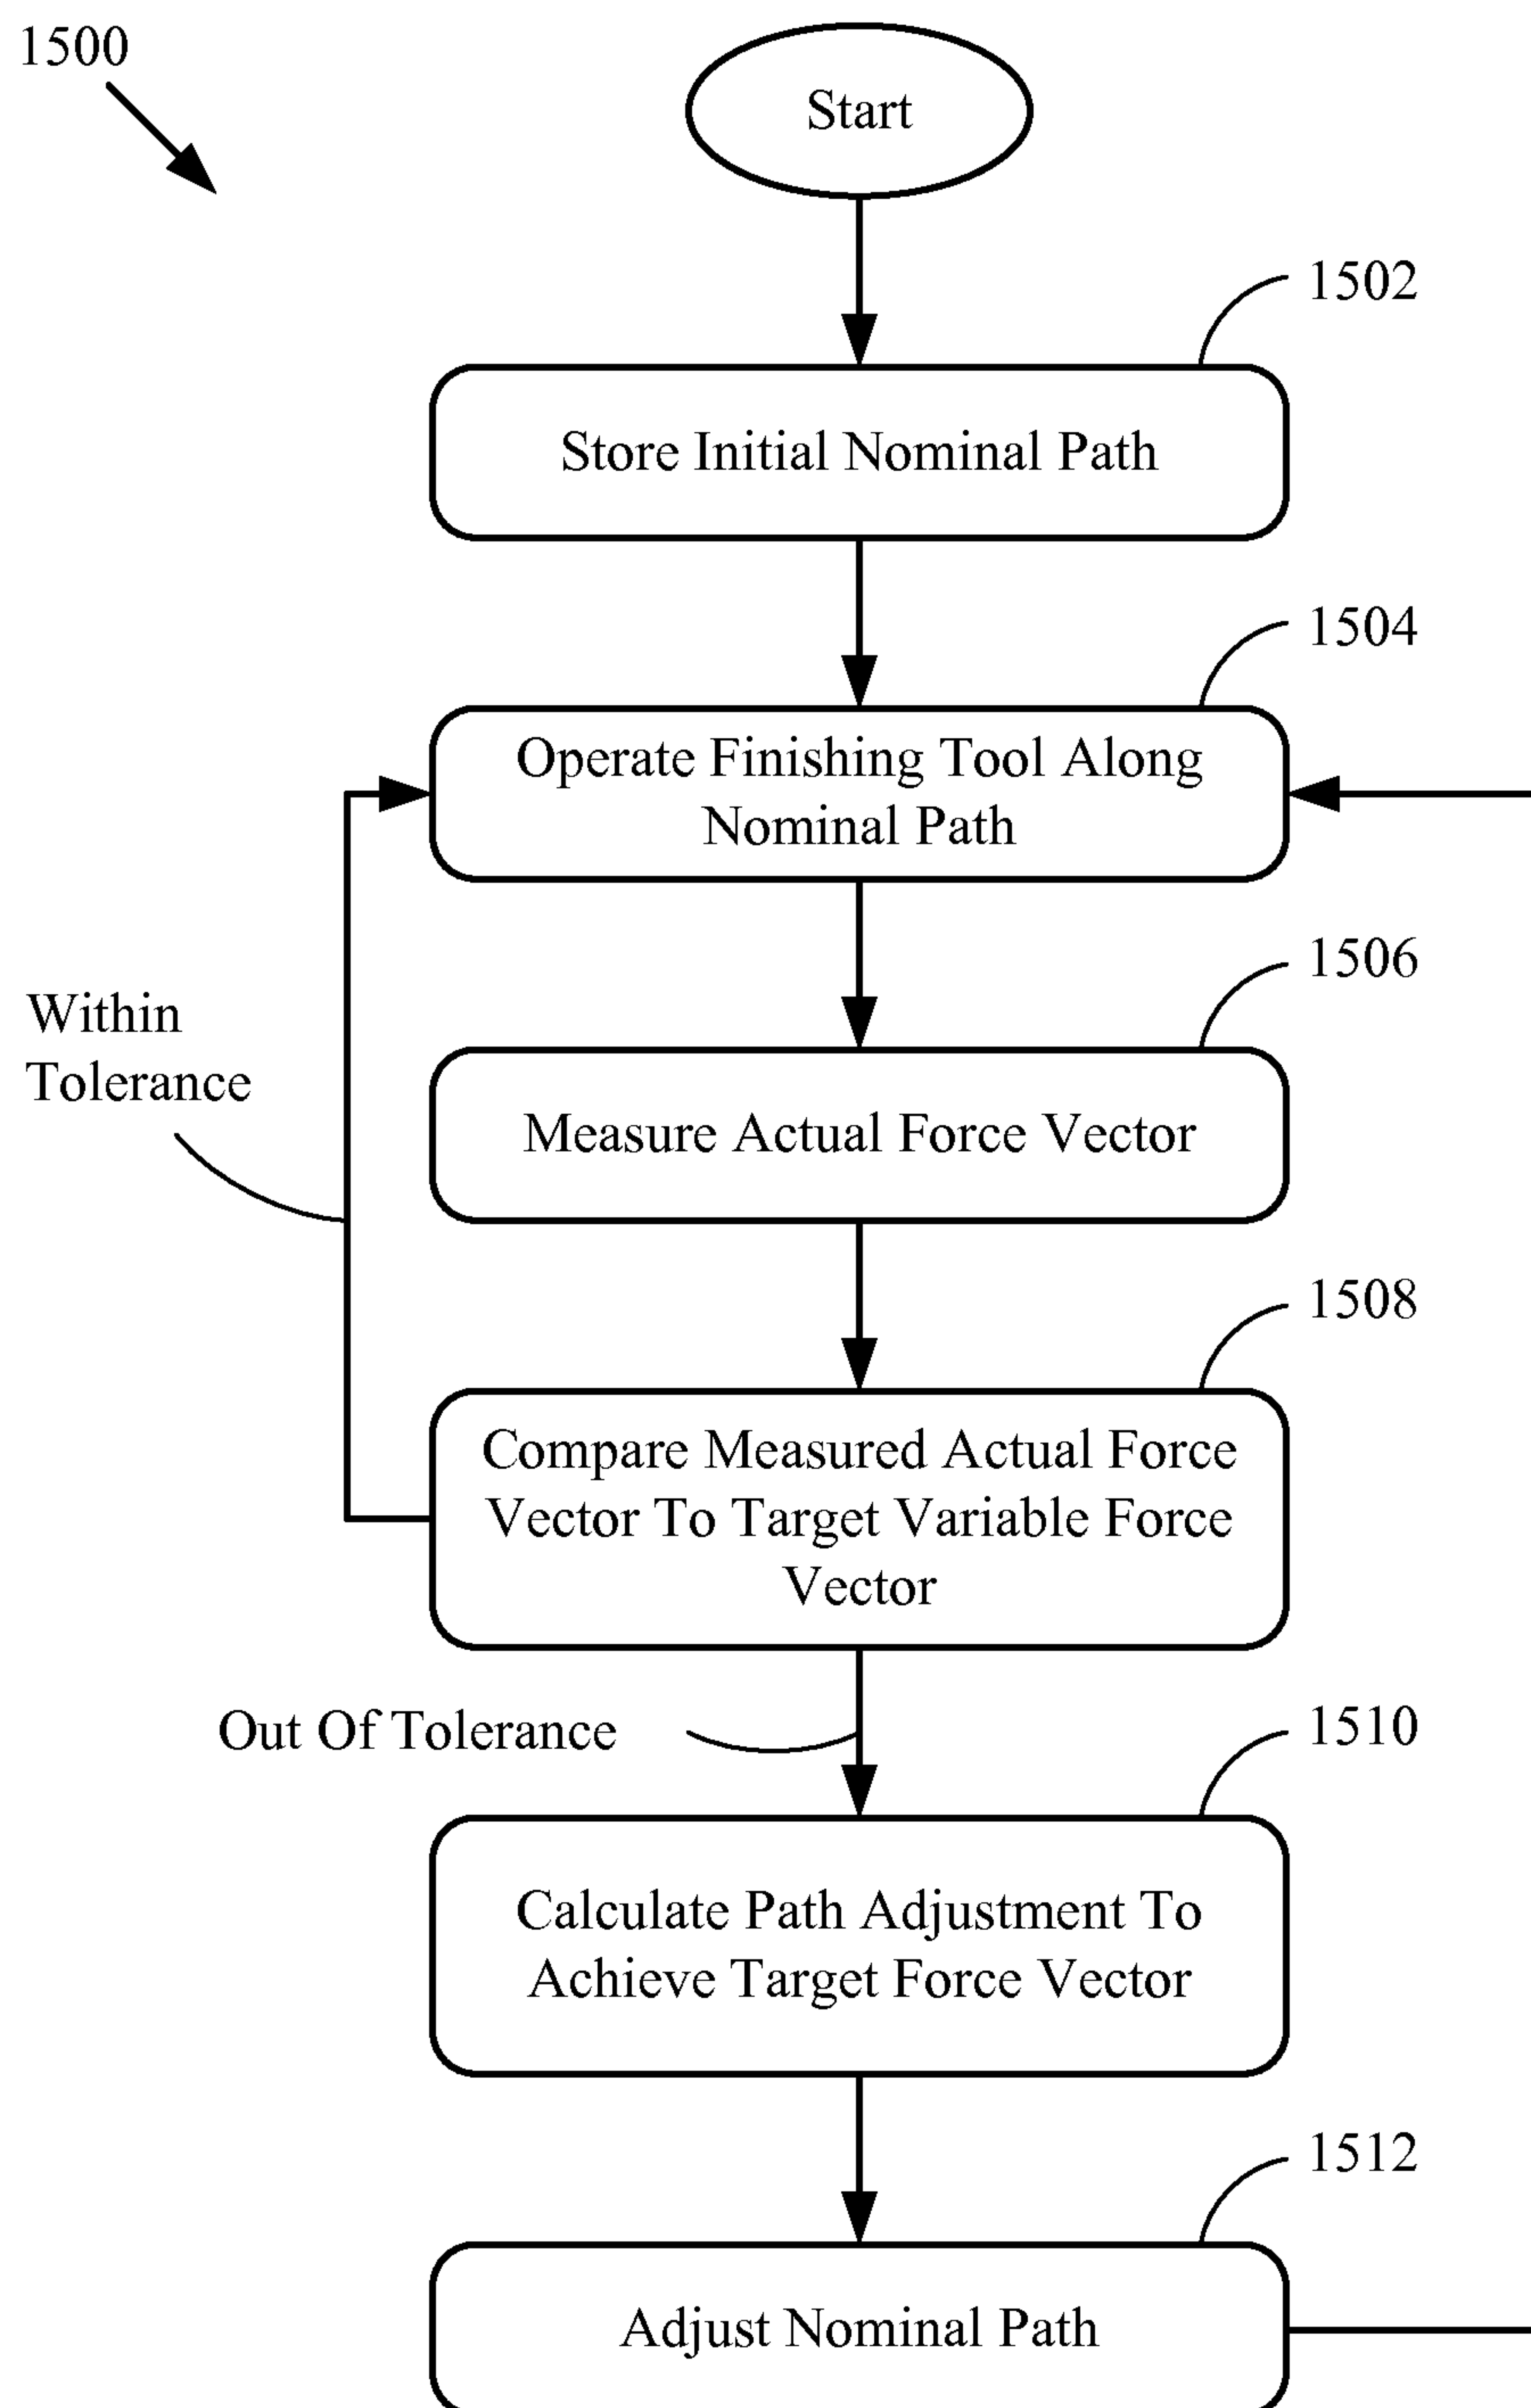 1500
Start
1502
Store Initial Nominal Path
1504
Operate Finishing Tool Along
Nominal Path
1506
Within
Tolerance
Measure Actual Force Vector
1508
Compare Measured Actual Force
Vector To Target Variable Force
Vector
Out Of Tolerance
1510
Calculate Path Adjustment To
Achieve Target Force Vector
1512
Adjust Nominal Path